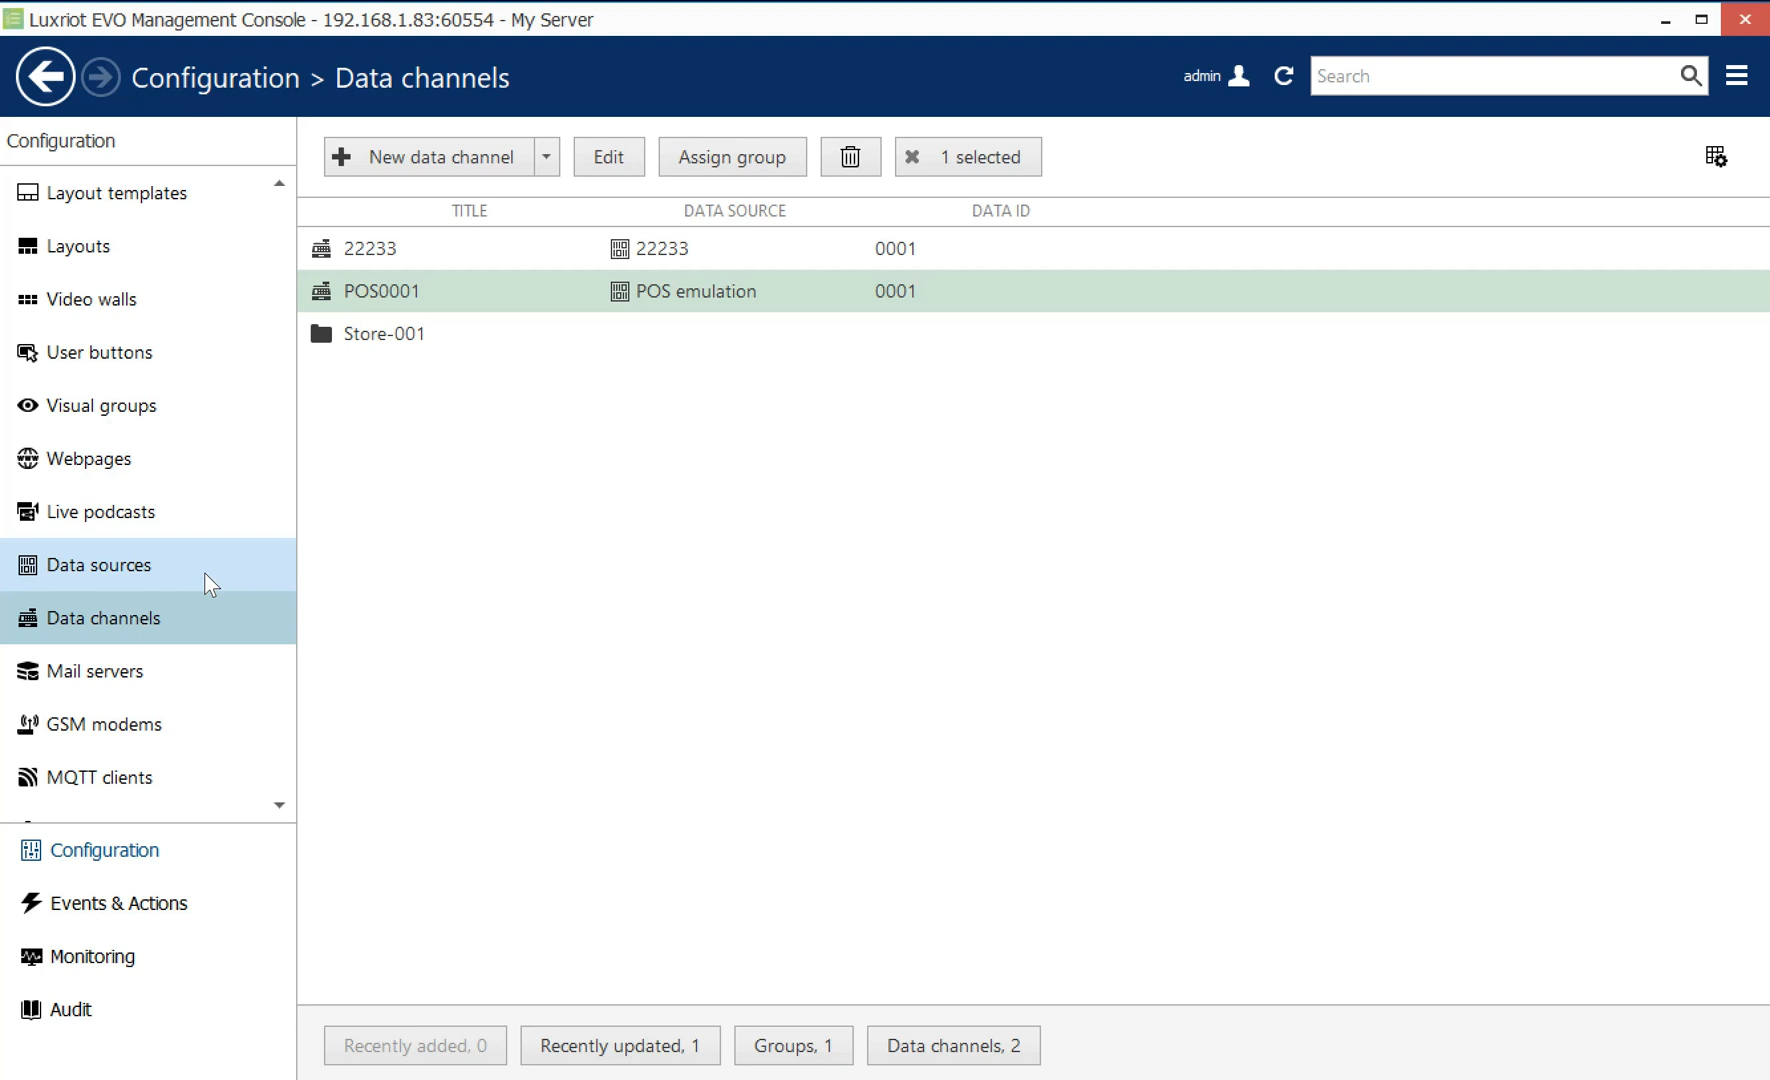 Luxriot EVO Management Console - 192.168.1.83:60554 - My Server
Configuration > Data channels
admin
Search
Configuration
New data channel
Edit
Assign group
1 selected
TITLE DATA SOURCE DATA ID
22233 22233 0001
POS0001 POS emulation 0001
Store-001
Layout templates
Layouts
Video walls
User buttons
Visual groups
Webpages
Live podcasts
Data sources
Data channels
Mail servers
GSM modems
MQTT clients
Configuration
Events & Actions
Monitoring
Audit
Recently added, 0
Recently updated, 1
Groups, 1
Data channels, 2